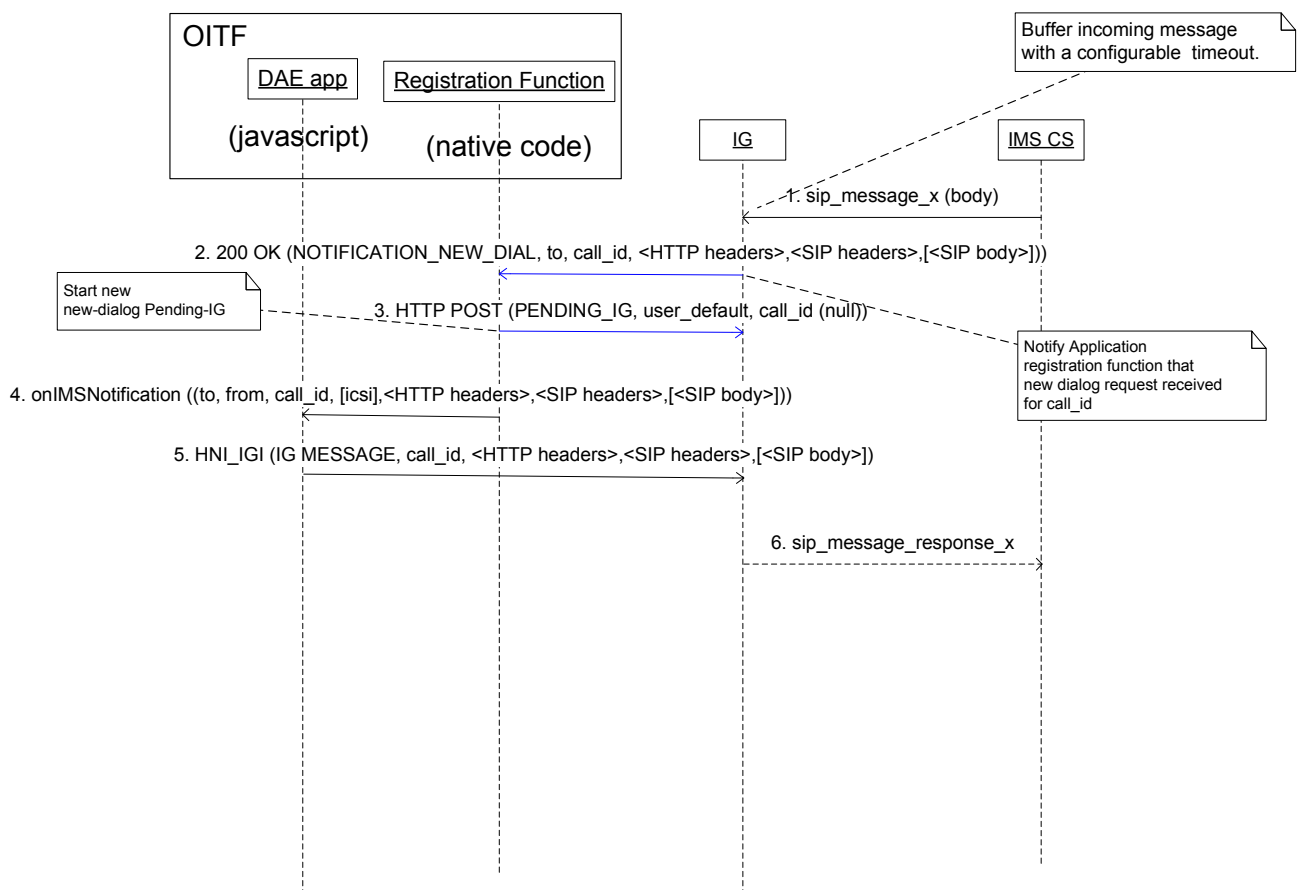 OITF
Buffer incoming message
with a configurable timeout.
DAE app
Registration Function
(javascript)
(native code)
IG
IMS CS
1. sip_message_x (body)
2. 200 OK (NOTIFICATION_NEW_DIAL, to, call_id, <HTTP headers>,<SIP headers>,[<SIP body>]))
Start new
new-dialog Pending-IG
3. HTTP POST (PENDING_IG, user_default, call_id (null))
Notify Application
registration function that
new dialog request received
for call_id
4. onIMSNotification ((to, from, call_id, [icsi],<HTTP headers>,<SIP headers>,[<SIP body>]))
5. HNI_IGI (IG MESSAGE, call_id, <HTTP headers>,<SIP headers>,[<SIP body>])
6. sip_message_response_x